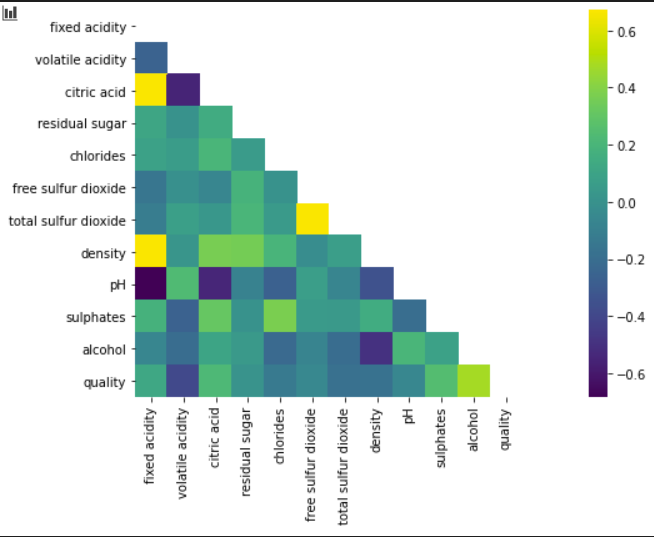 fixed acidity
volatile acidity
citric acid
residual sugar
chlorides
free sulfur dioxide
total sulfur dioxide
density
pH
sulphates
alcohol
quality
fixed acidity
volatile acidity
citric acid
residual sugar
chlorides
free sulfur dioxide
total sulfur dioxide
density
pH
sulphates
alcohol
quality
0.6
0.4
0.2
0.0
−0.2
−0.4
−0.6